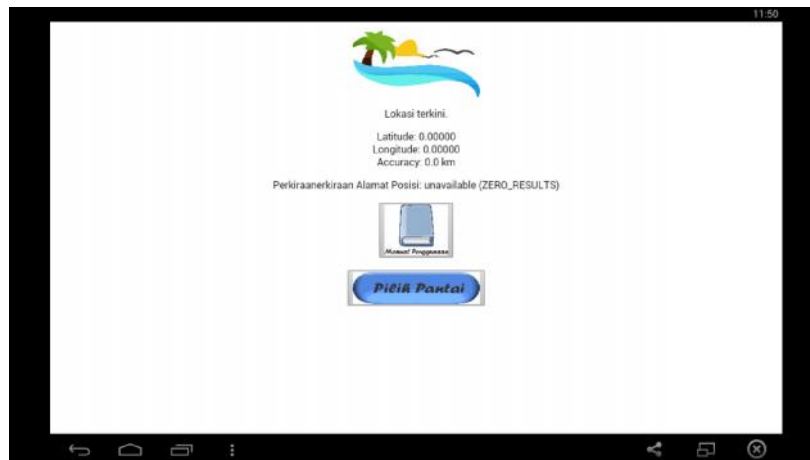 11:50
Lokasi terkini.
Latitude: 0.00000
Longitude: 0.00000
Accuracy: 0.0 km
Perkiraanerkiraan Alamat Posisi: unavailable (ZERO_RESULTS)
Manual Penggunaan
Pilih Pantai